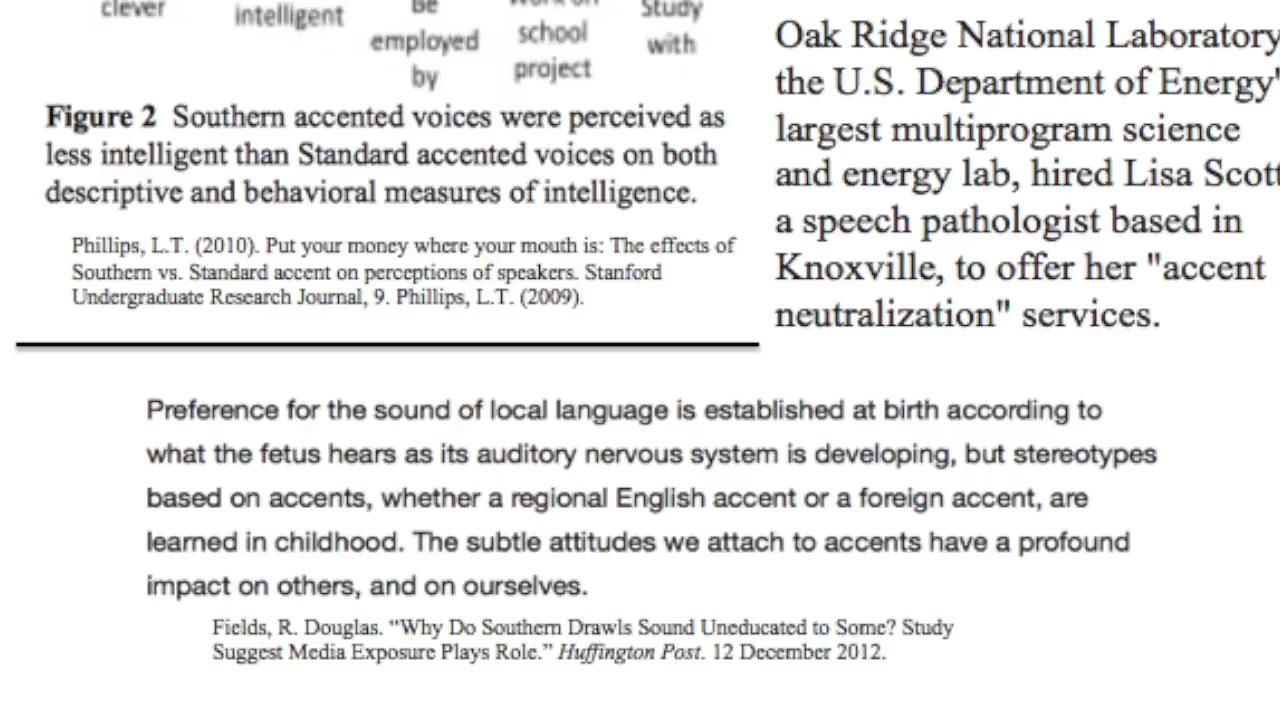 clever
intelligent
Be
employed
by
Work on
school
project
Study
with
Figure 2 Southern accented voices were perceived as
less intelligent than Standard accented voices on both
descriptive and behavioral measures of intelligence.
Phillips, L.T. (2010). Put your money where your mouth is: The effects of
Southern vs. Standard accent on perceptions of speakers. Stanford
Undergraduate Research Journal, 9. Phillips, L.T. (2009).
Oak Ridge National Laboratory,
the U.S. Department of Energy'
largest multiprogram science
and energy lab, hired Lisa Scott
a speech pathologist based in
Knoxville, to offer her "accent
neutralization" services.
Preference for the sound of local language is established at birth according to
what the fetus hears as its auditory nervous system is developing, but stereotypes
based on accents, whether a regional English accent or a foreign accent, are
learned in childhood. The subtle attitudes we attach to accents have a profound
impact on others, and on ourselves.
Fields, R. Douglas. “Why Do Southern Drawls Sound Uneducated to Some? Study
Suggest Media Exposure Plays Role.” Huffington Post. 12 December 2012.